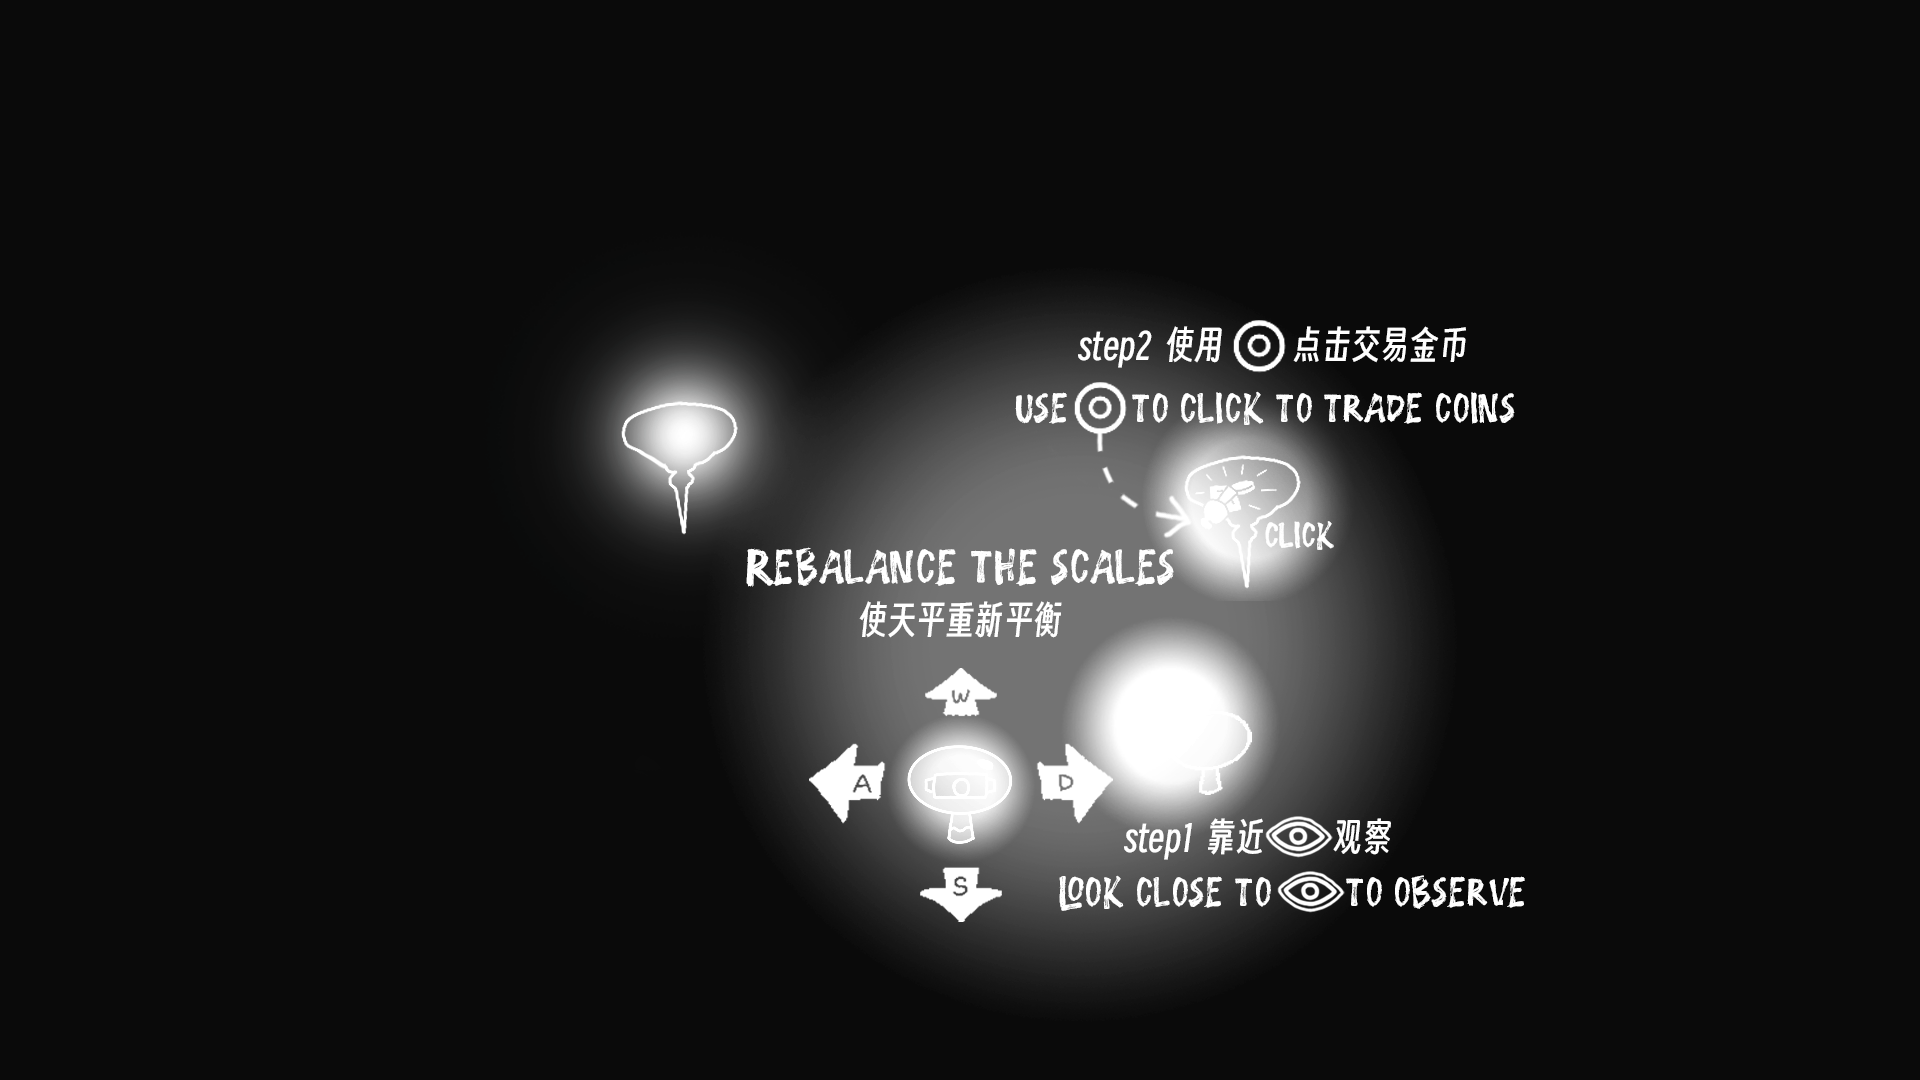 step2 使用 点击交易金币
USE TO CLICK TO TRADE COINS
CLICK
REBALANCE THE SCALES
使天平重新平衡
W
A
D
S
step1 靠近 观察
LOOK CLOSE TO TO OBSERVE